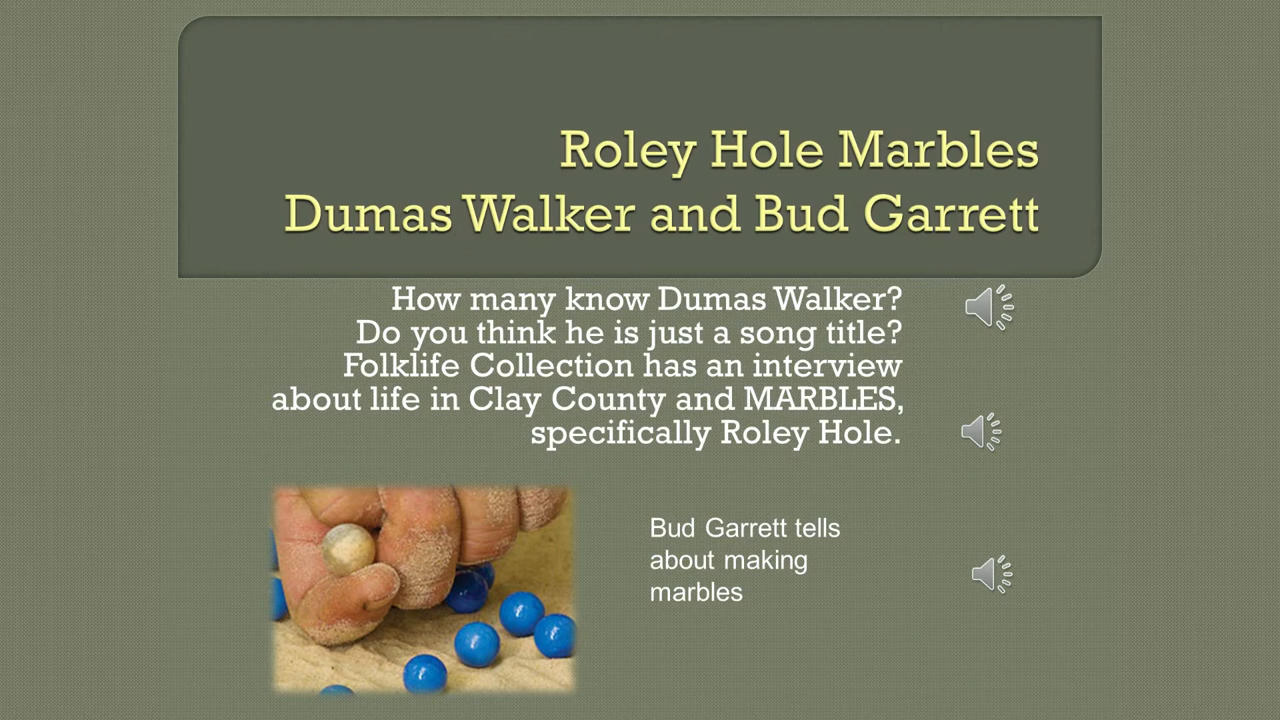 Roley Hole Marbles
Dumas Walker and Bud Garrett
How many know Dumas Walker?
Do you think he is just a song title?
Folklife Collection has an interview
about life in Clay County and MARBLES,
specifically Roley Hole.
Bud Garrett tells
about making
marbles